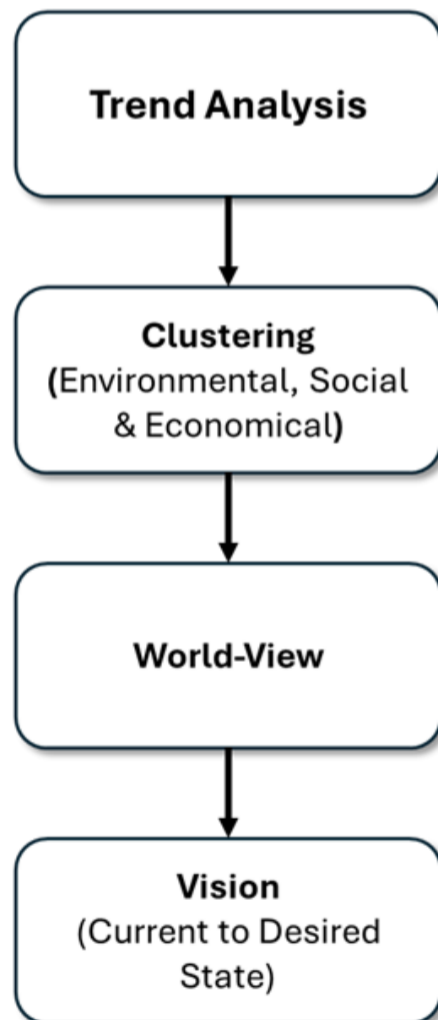 Trend Analysis
Clustering
(Environmental, Social
& Economical)
World-View
Vision
(Current to Desired
State)